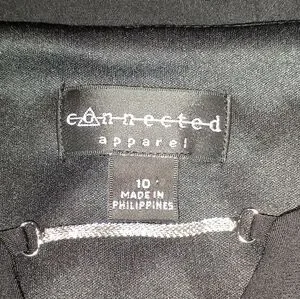 connected
apparel
10
MADE IN
PHILIPPINES